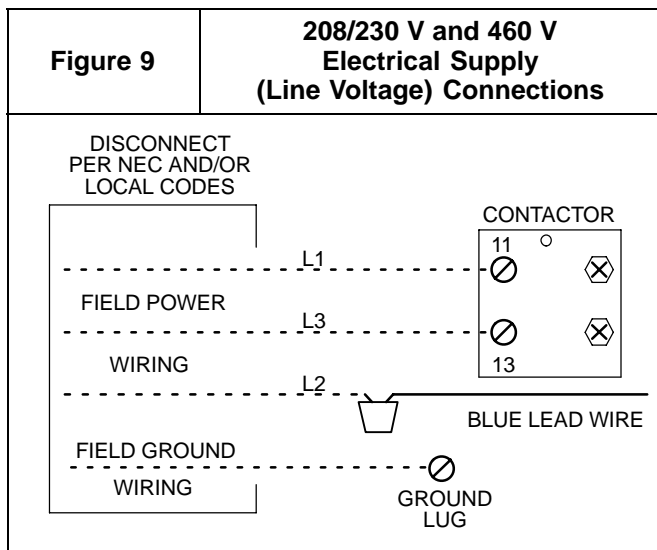 Figure 9
208/230 V and 460 V
Electrical Supply
(Line Voltage) Connections
DISCONNECT
PER NEC AND/OR
LOCAL CODES
CONTACTOR
11
L1
FIELD POWER
L3
WIRING
13
L2
BLUE LEAD WIRE
FIELD GROUND
WIRING
GROUND
LUG